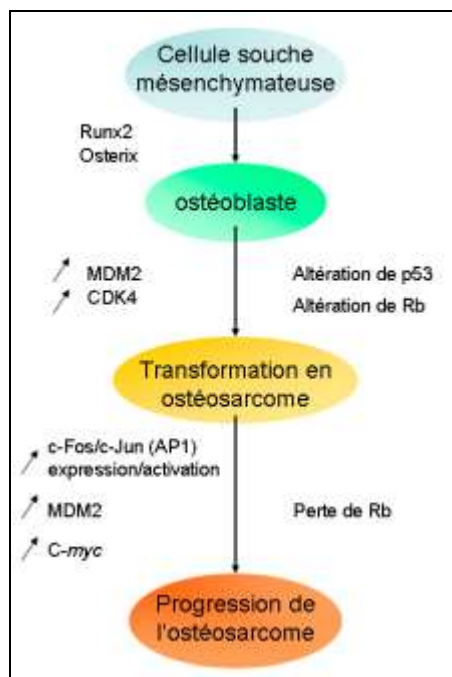 Cellule souche
mésenchymateuse
Runx2
Osterix
ostéoblaste
MDM2
CDK4
Altération de p53
Altération de Rb
Transformation en
ostéosarcome
c-Fos/c-Jun (AP1)
expression/activation
MDM2
C-myc
Perte de Rb
Progression de
l'ostéosarcome